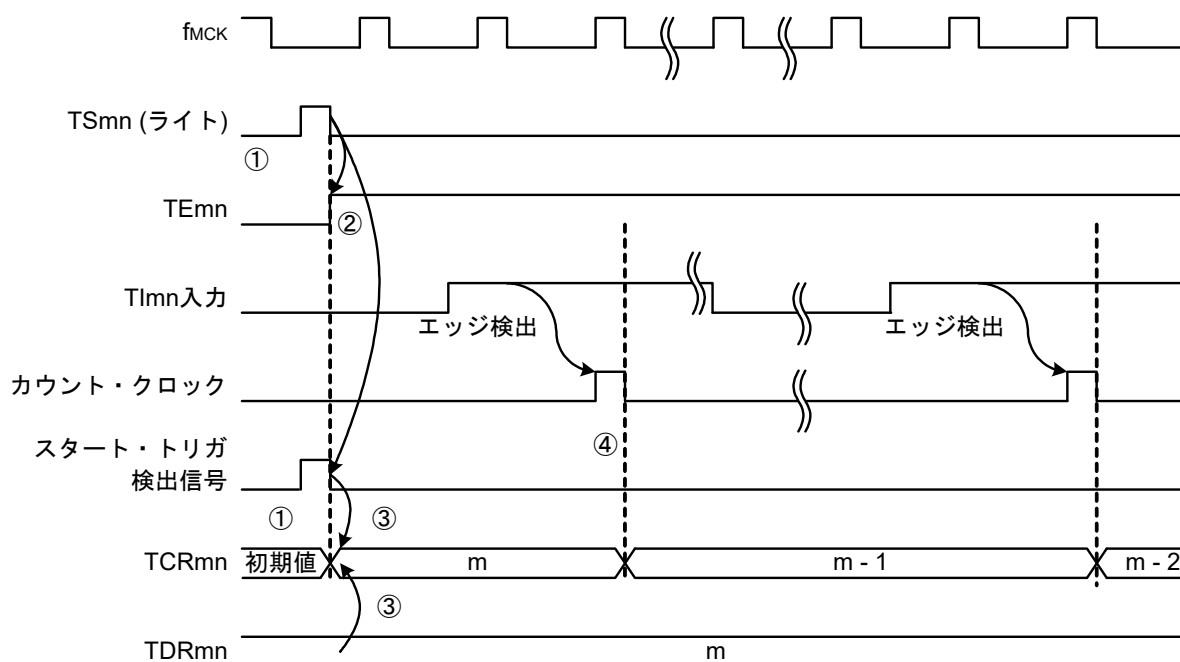 fMCK
TSmn (ライト)
①
TEmn
②
TImn入力
エッジ検出
エッジ検出
カウント・クロック
④
スタート・トリガ
検出信号
①
③
TCRmn
初期値
m
m - 1
m - 2
③
TDRmn
m